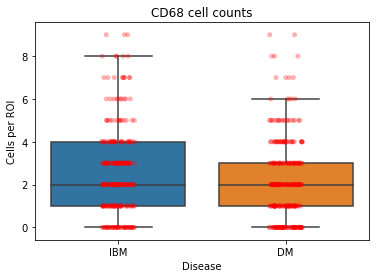 CD68 cell counts
Cells per ROI
8
6
4
2
0
IBM
DM
Disease